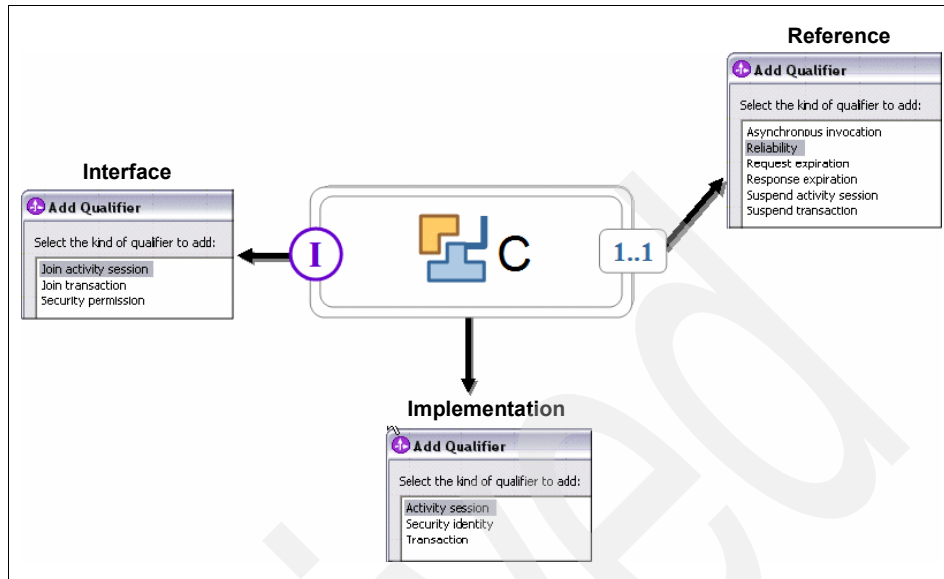 Reference
Add Qualifier
Select the kind of qualifier to add:
Asynchronous invocation
Reliability
Request expiration
Response expiration
Suspend activity session
Suspend transaction
Interface
Add Qualifier
Select the kind of qualifier to add:
Join activity session
Join transaction
Security permission
I
C
1..1
Implementation
Add Qualifier
Select the kind of qualifier to add:
Activity session
Security identity
Transaction